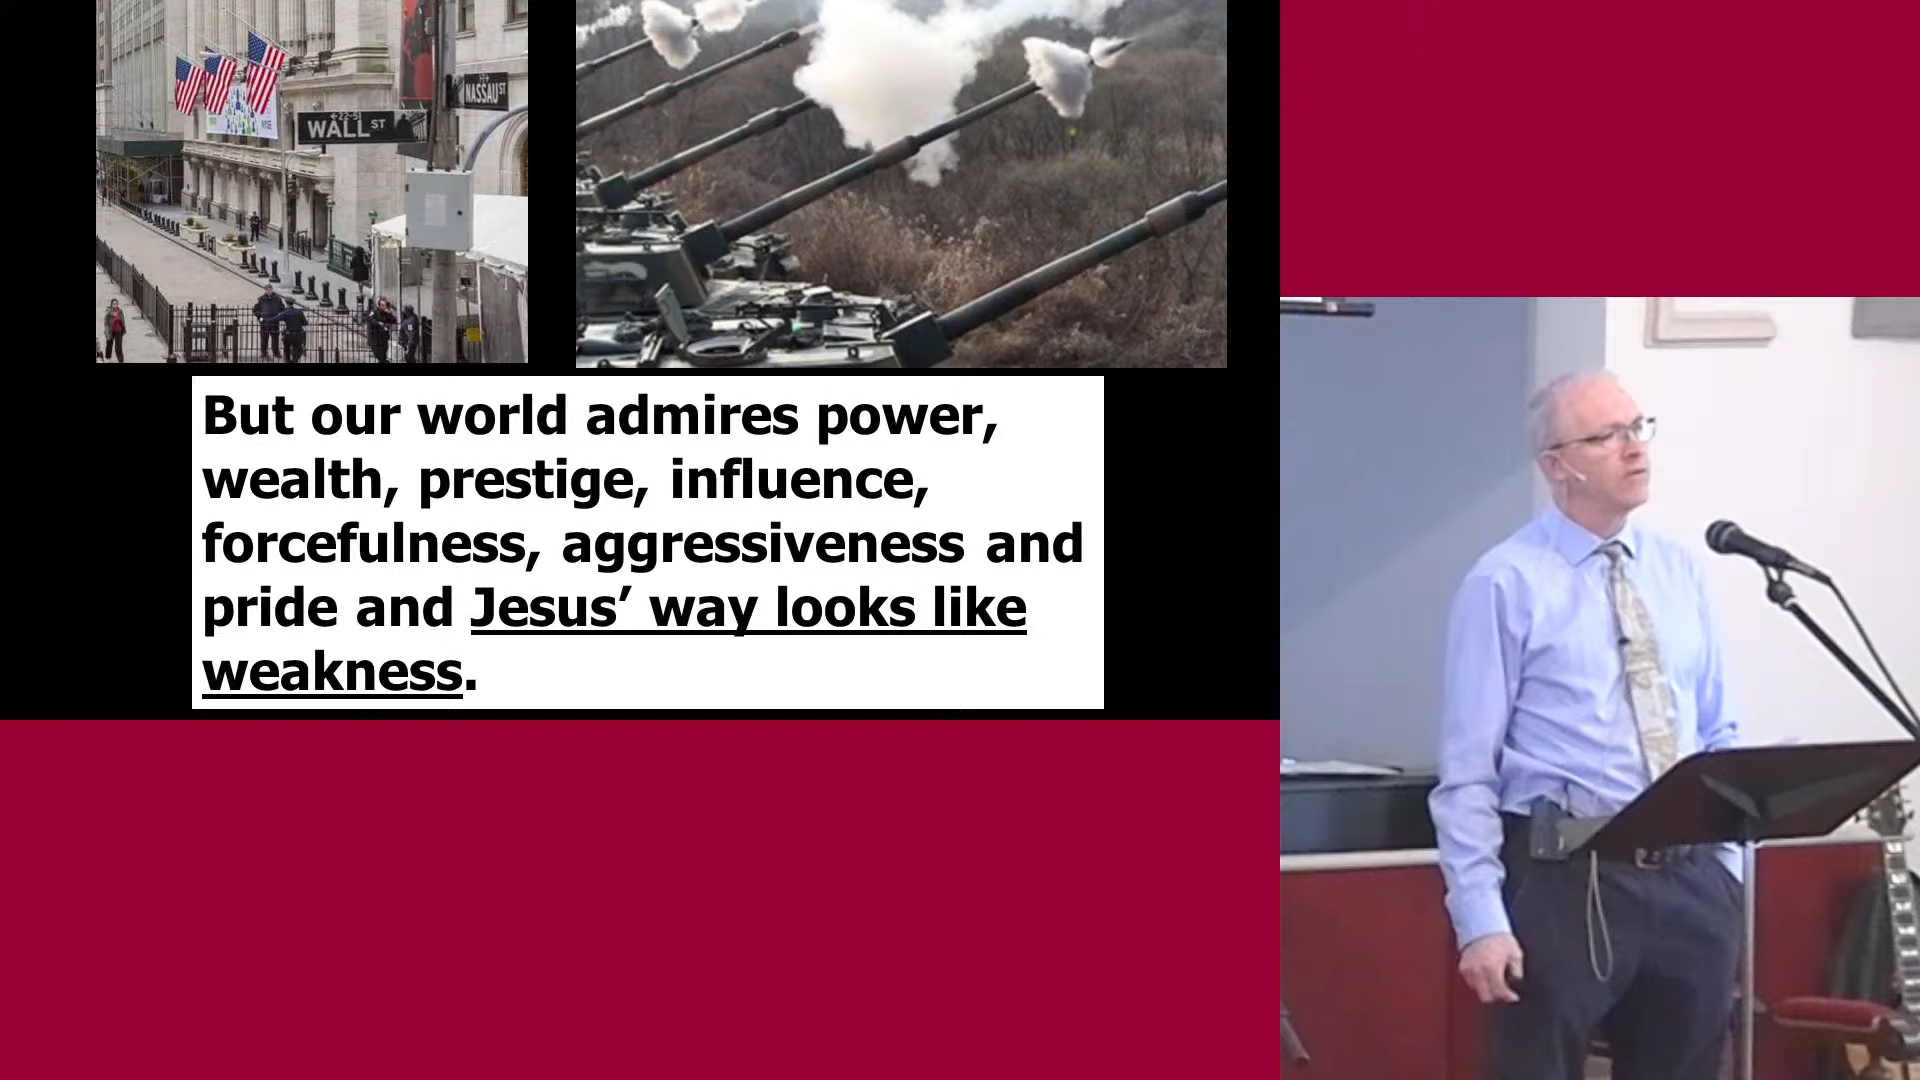 NASSAU ST
WALL ST
But our world admires power,
wealth, prestige, influence,
forcefulness, aggressiveness and
pride and Jesus’ way looks like
weakness.